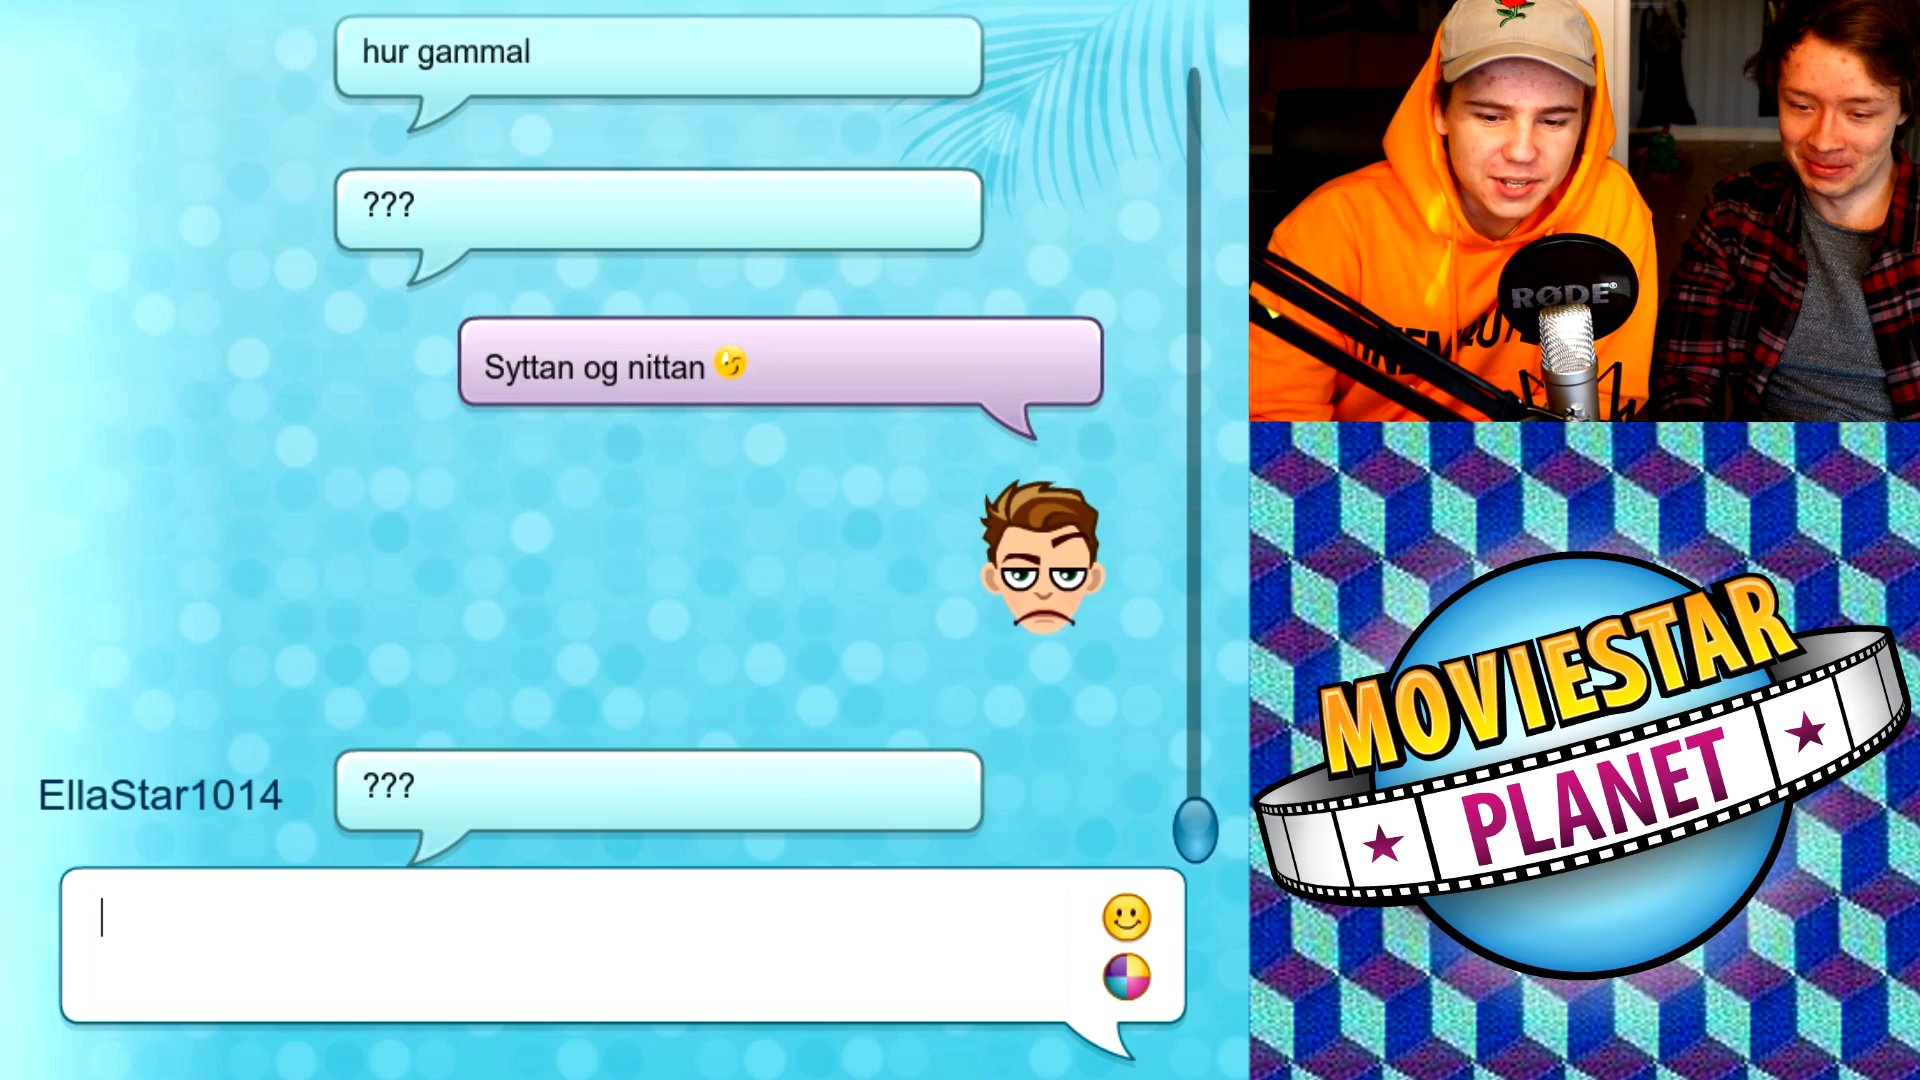 hur gammal
???
Syttan og nittan
EllaStar1014
???
RØDE®
MOVIESTAR
PLANET